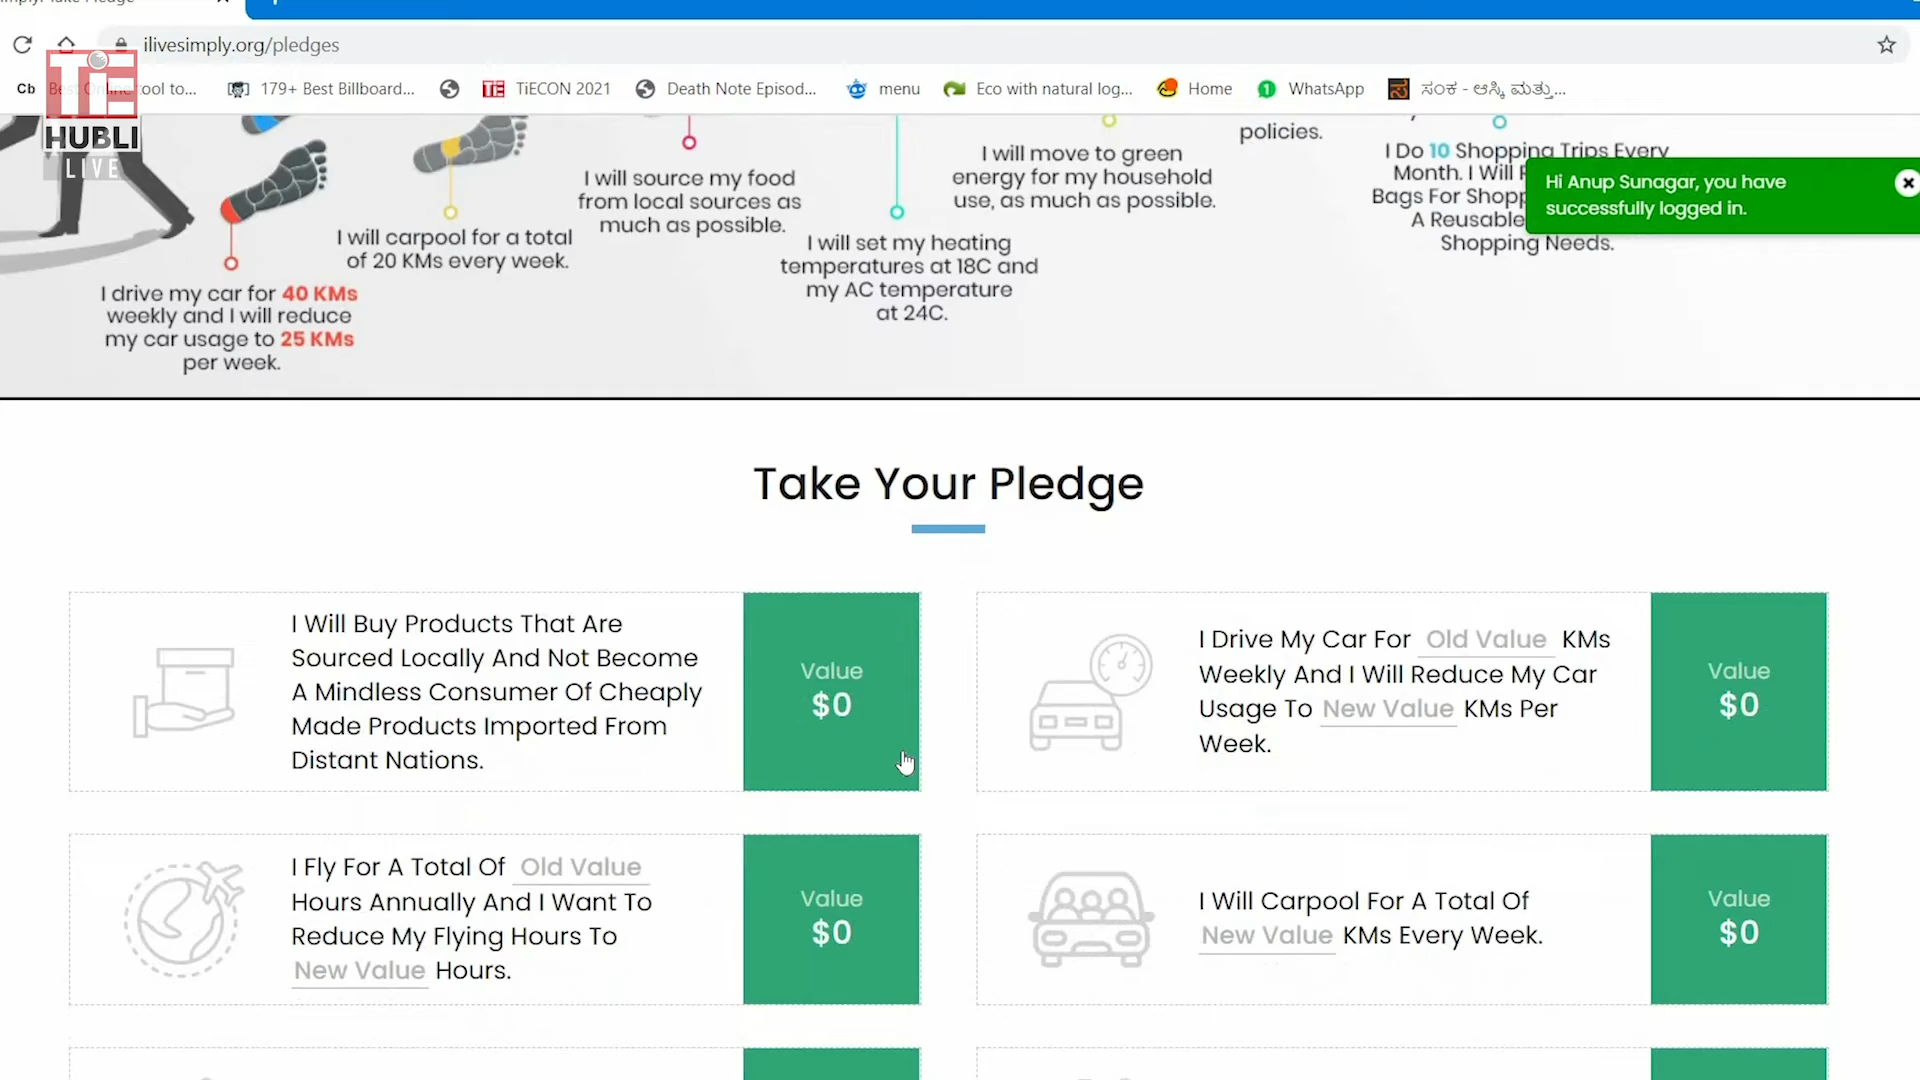 ilivesimply.org/pledges
Cb Best Online tool to... 179+ Best Billboard... TiECON 2021 Death Note Episod... menu Eco with natural log... Home 1 WhatsApp ಸಂಕ - ಆಸ್ಕಿ ಮತ್ತು...
TiE
HUBLI
LIVE
I drive my car for 40 KMs
weekly and I will reduce
my car usage to 25 KMs
per week.
I will carpool for a total
of 20 KMs every week.
I will source my food
from local sources as
much as possible.
I will set my heating
temperatures at 18C and
my AC temperature
at 24C.
I will move to green
energy for my household
use, as much as possible.
policies.
I Do 10 Shopping Trips Every
Month. I Will
Bags For
A Reusable
Shopping Needs.
Hi Anup Sunagar, you have
successfully logged in.
Take Your Pledge
I Will Buy Products That Are
Sourced Locally And Not Become
A Mindless Consumer Of Cheaply
Made Products Imported From
Distant Nations.
Value
$0
I Drive My Car For Old Value KMs
Weekly And I Will Reduce My Car
Usage To New Value KMs Per
Week.
Value
$0
I Fly For A Total Of Old Value
Hours Annually And I Want To
Reduce My Flying Hours To
New Value Hours.
Value
$0
I Will Carpool For A Total Of
New Value KMs Every Week.
Value
$0